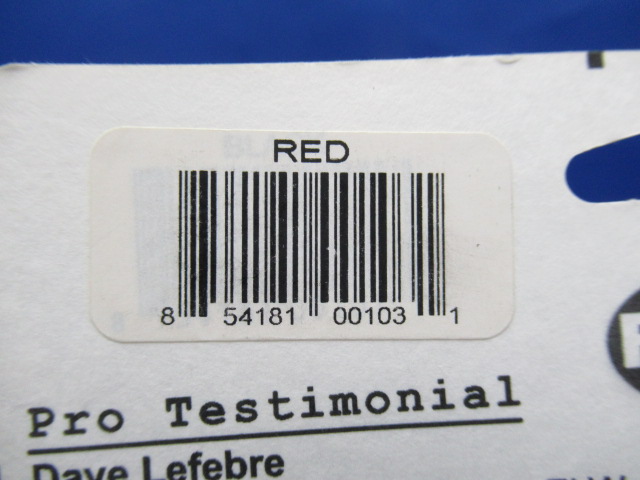 RED
8 54181 00103 1
Pro Testimonial
Dave Lefebre